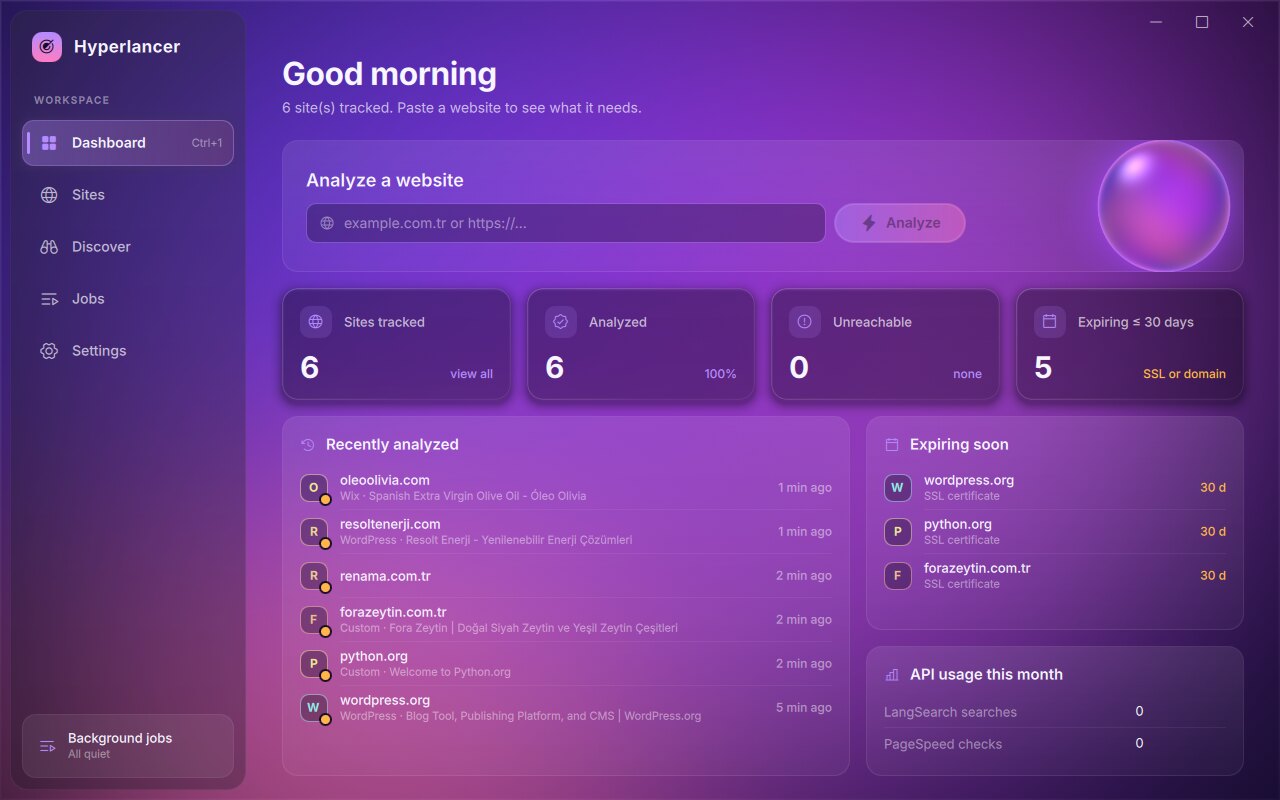 Hyperlancer
WORKSPACE
Dashboard Ctrl+1
Sites
Discover
Jobs
Settings
Background jobs
All quiet
Good morning
6 site(s) tracked. Paste a website to see what it needs.
Analyze a website
example.com.tr or https://...
Analyze
Sites tracked
6 view all
Analyzed
6 100%
Unreachable
0 none
Expiring ≤ 30 days
5 SSL or domain
Recently analyzed
O oleoolivia.com 1 min ago
Wix · Spanish Extra Virgin Olive Oil - Óleo Olivia
R resoltenerji.com 1 min ago
WordPress · Resolt Enerji - Yenilenebilir Enerji Çözümleri
R renama.com.tr 2 min ago
F forazeytin.com.tr 2 min ago
Custom · Fora Zeytin | Doğal Siyah Zeytin ve Yeşil Zeytin Çeşitleri
P python.org 2 min ago
Custom · Welcome to Python.org
W wordpress.org 5 min ago
WordPress · Blog Tool, Publishing Platform, and CMS | WordPress.org
Expiring soon
W wordpress.org 30 d
SSL certificate
P python.org 30 d
SSL certificate
F forazeytin.com.tr 30 d
SSL certificate
API usage this month
LangSearch searches 0
PageSpeed checks 0